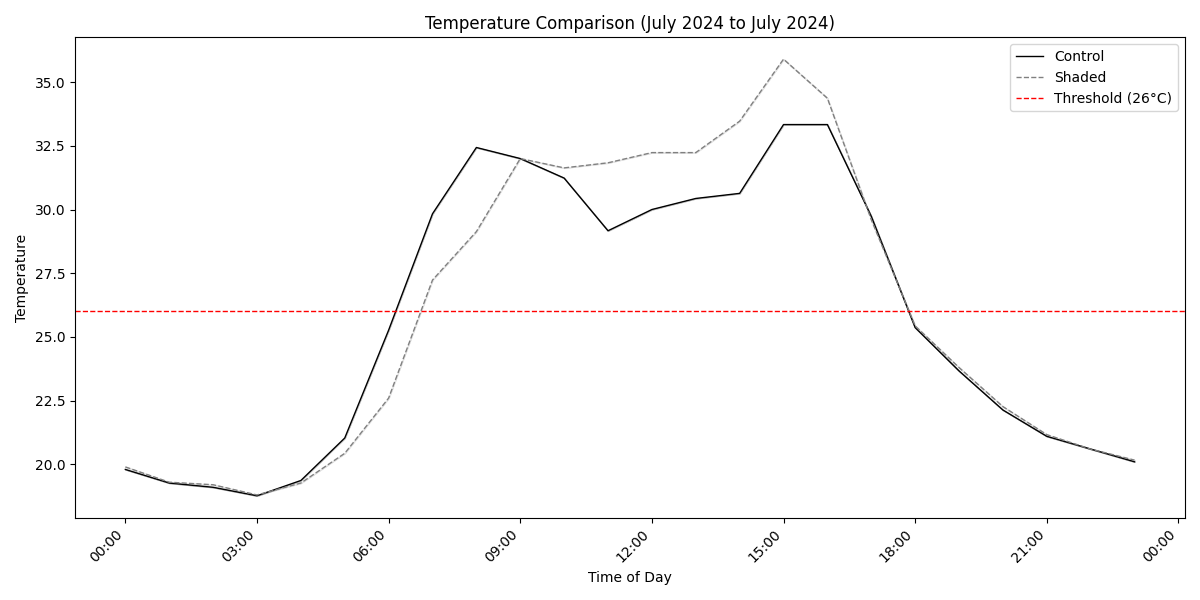 Temperature Comparison (July 2024 to July 2024)
Control
Shaded
Threshold (26°C)
Temperature
35.0
32.5
30.0
27.5
25.0
22.5
20.0
00:00
03:00
06:00
09:00
12:00
15:00
18:00
21:00
00:00
Time of Day